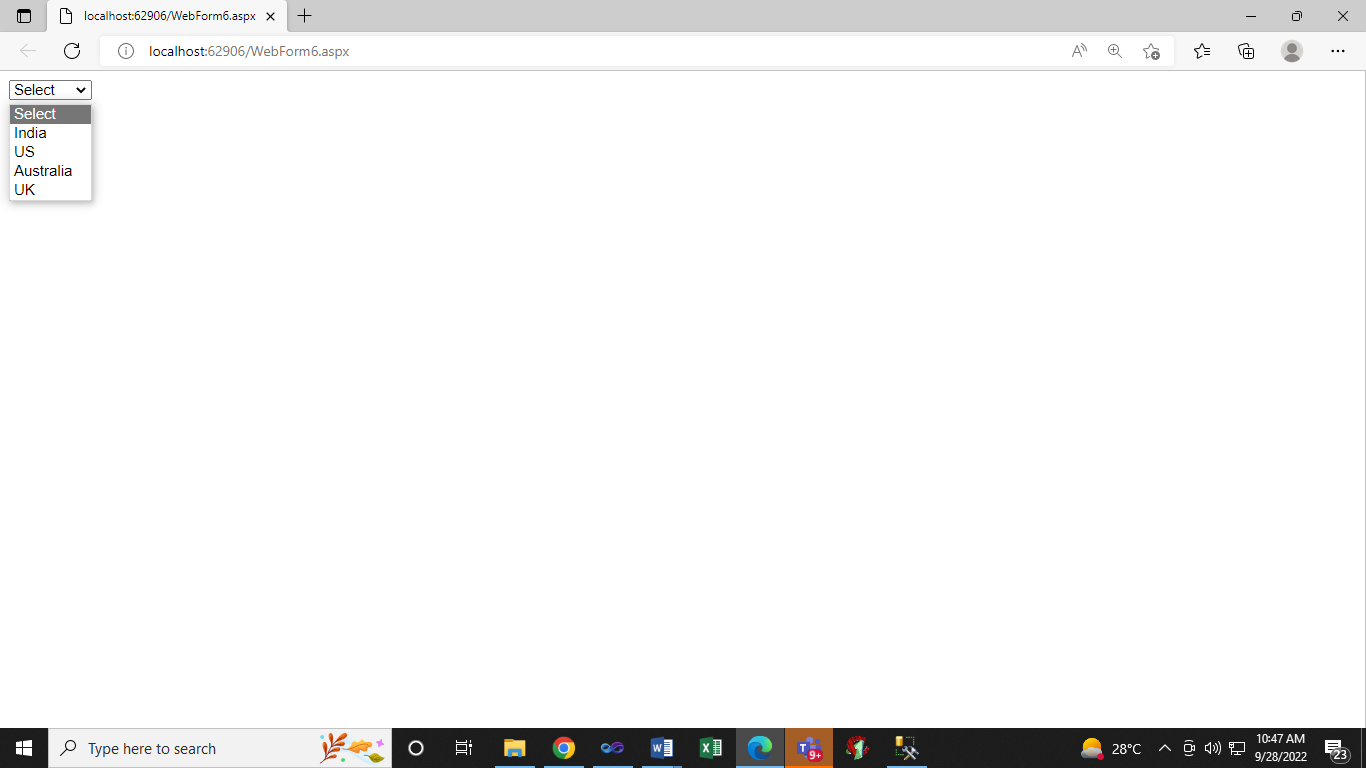 localhost:62906/WebForm6.aspx
localhost:62906/WebForm6.aspx
Select
Select
India
US
Australia
UK
Type here to search
9+
28°C
10:47 AM
9/28/2022
23